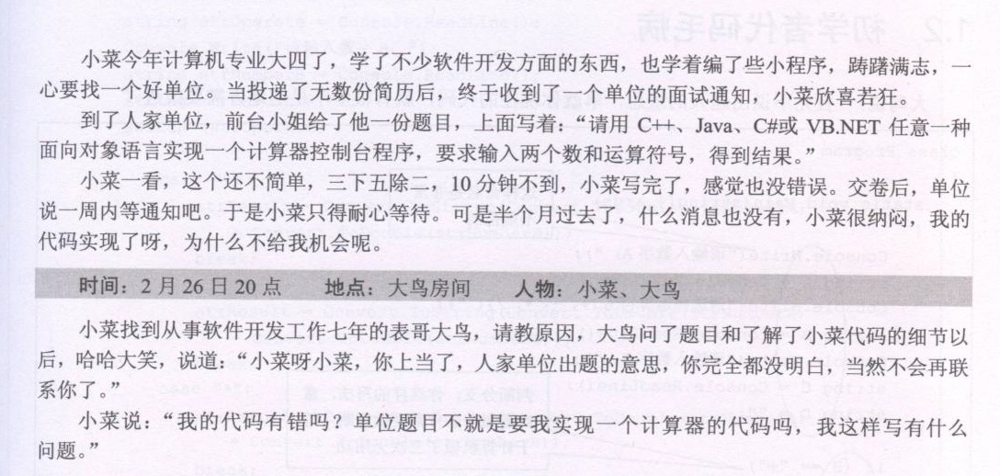 小菜今年计算机专业大四了，学了不少软件开发方面的东西，也学着编了些小程序，踌躇满志，一
心要找一个好单位。当投递了无数份简历后，终于收到了一个单位的面试通知，小菜欣喜若狂。
到了人家单位，前台小姐给了他一份题目，上面写着：“请用 C++、Java、C#或 VB.NET 任意一种
面向对象语言实现一个计算器控制台程序，要求输入两个数和运算符号，得到结果。”
小菜一看，这个还不简单，三下五除二，10 分钟不到，小菜写完了，感觉也没错误。交卷后，单位
说一周内等通知吧。于是小菜只得耐心等待。可是半个月过去了，什么消息也没有，小菜很纳闷，我的
代码实现了呀，为什么不给我机会呢。
时间：2 月 26 日 20 点 地点：大鸟房间 人物：小菜、大鸟
小菜找到从事软件开发工作七年的表哥大鸟，请教原因，大鸟问了题目和了解了小菜代码的细节以
后，哈哈大笑，说道：“小菜呀小菜，你上当了，人家单位出题的意思，你完全都没明白，当然不会再联
系你了。”
小菜说：“我的代码有错吗？单位题目不就是要我实现一个计算器的代码吗，我这样写有什么
问题。”